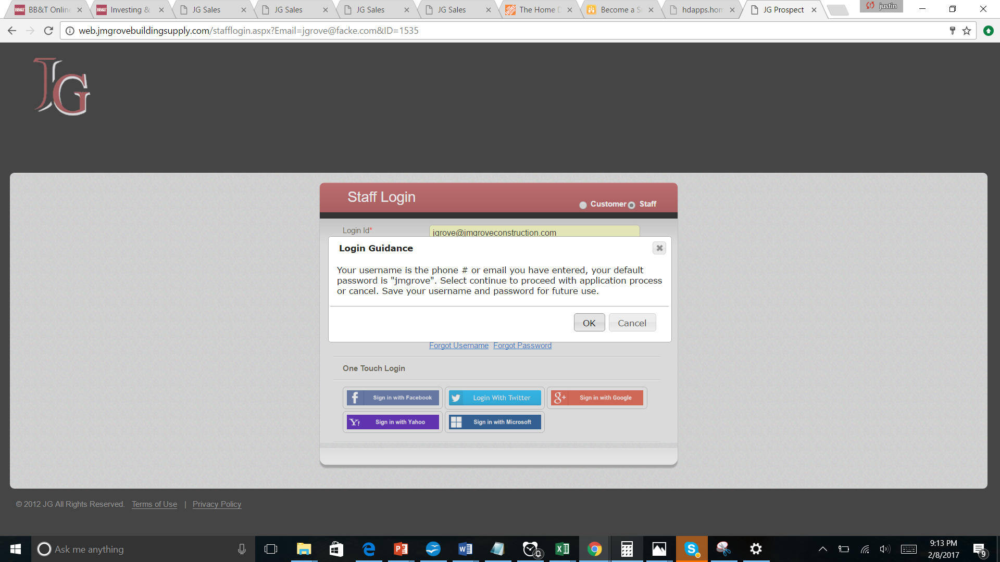 BB&T Online
Investing &
JG Sales
JG Sales
JG Sales
JG Sales
The Home D
Become a S
hdapps.hom
JG Prospect
justin
web.jmgrovebuildingsupply.com/stafflogin.aspx?Email=jgrove@facke.com&ID=1535
JG
Staff Login
Customer
Staff
Login Id*
jgrove@jmgroveconstruction.com
Login Guidance
Your username is the phone # or email you have entered, your default
password is "jmgrove". Select continue to proceed with application process
or cancel. Save your username and password for future use.
OK
Cancel
Forgot Username
Forgot Password
One Touch Login
Sign in with Facebook
Login With Twitter
g+
Sign in with Google
Y!
Sign in with Yahoo
Sign in with Microsoft
© 2012 JG All Rights Reserved.
Terms of Use
|
Privacy Policy
Ask me anything
9:13 PM
2/8/2017
9